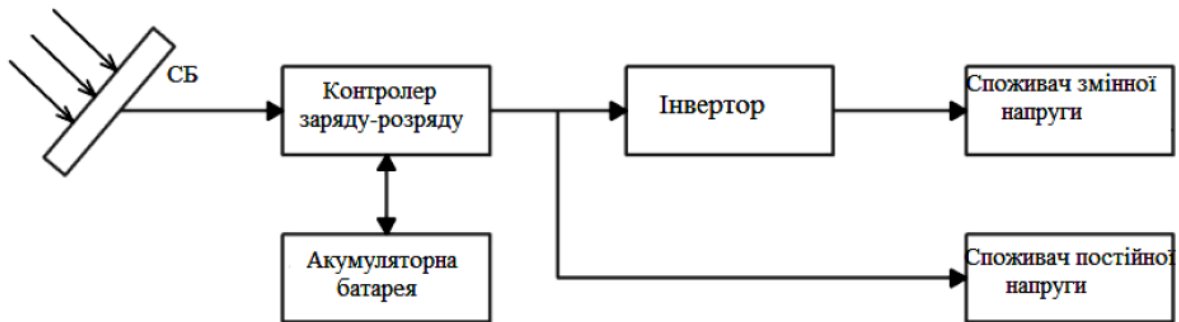 СБ
Контролер
заряду-розряду
Інвертор
Споживач змінної
напруги
Акумуляторна
батарея
Споживач постійної
напруги